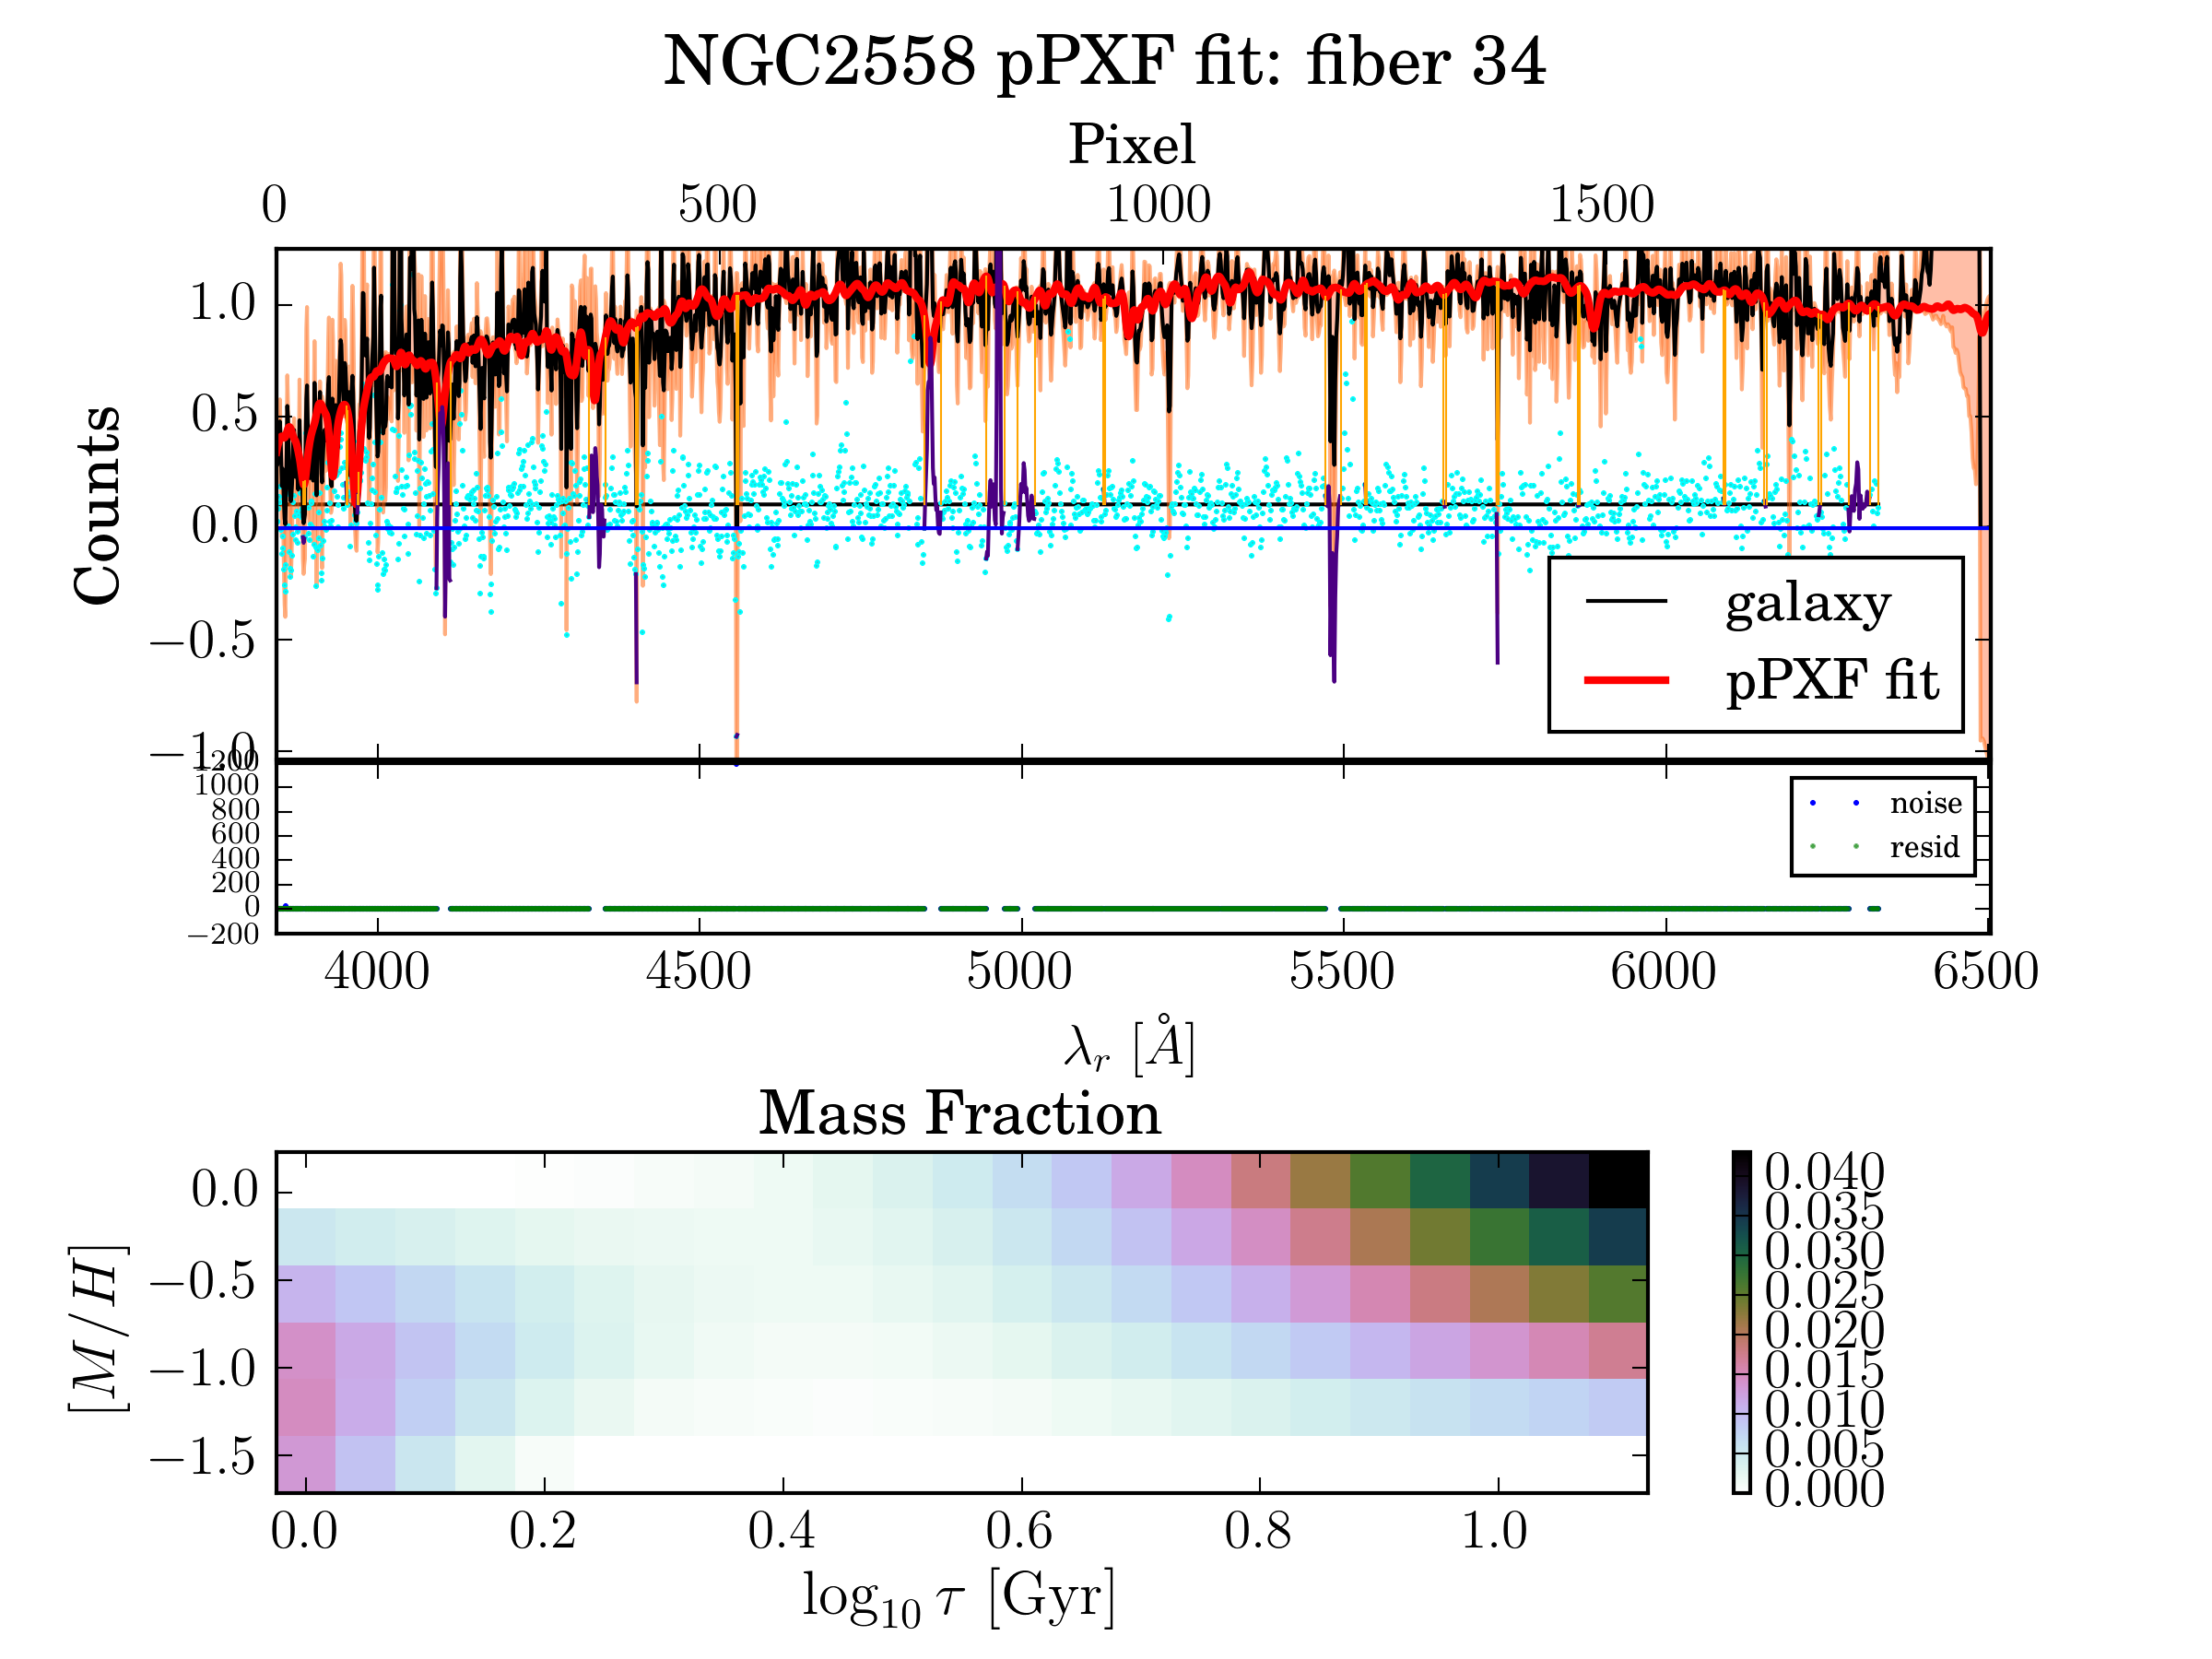 NGC2558 pPXF fit: fiber 34
Pixel
0 500 1000 1500
1.0
0.5
0.0
−0.5
−1.0
Counts
galaxy
pPXF fit
1200
1000
800
600
400
200
0
−200
noise
resid
4000 4500 5000 5500 6000 6500
λr [Å]
Mass Fraction
0.0
−0.5
−1.0
−1.5
[M/H]
0.0 0.2 0.4 0.6 0.8 1.0
log10 τ [Gyr]
0.040
0.035
0.030
0.025
0.020
0.015
0.010
0.005
0.000